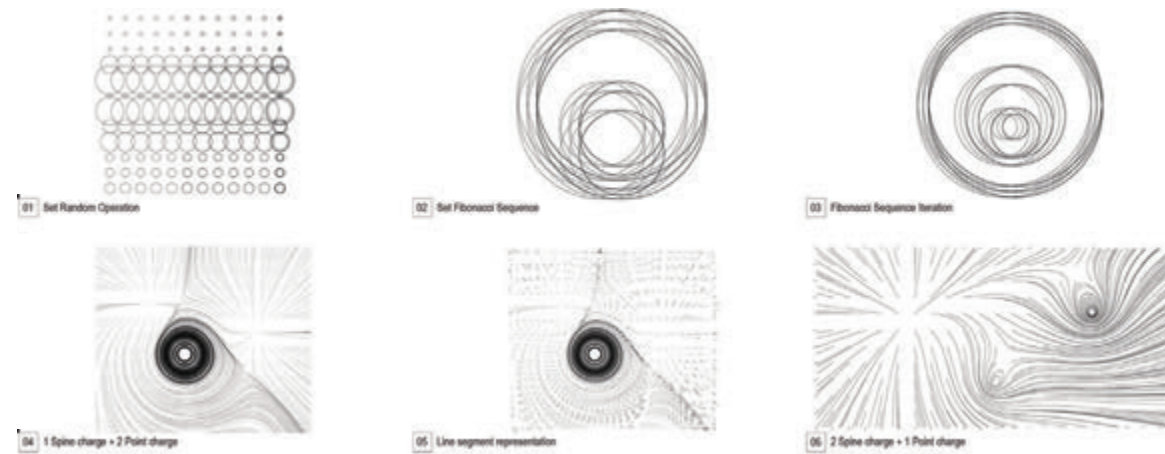 01 Set Random Operation
02 Set Fibonacci Sequence
03 Fibonacci Sequence Iteration
04 1 Spine charge + 2 Point charge
05 Line segment representation
06 2 Spine charge + 1 Point charge